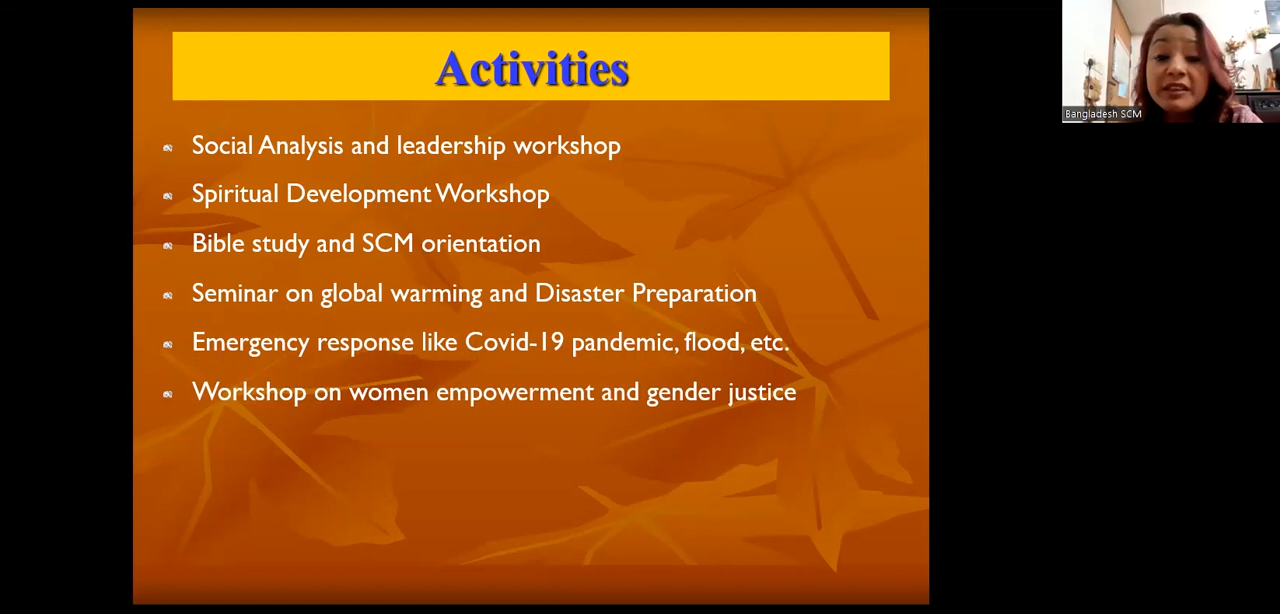 Activities
Social Analysis and leadership workshop
Spiritual Development Workshop
Bible study and SCM orientation
Seminar on global warming and Disaster Preparation
Emergency response like Covid-19 pandemic, flood, etc.
Workshop on women empowerment and gender justice
Bangladesh SCM